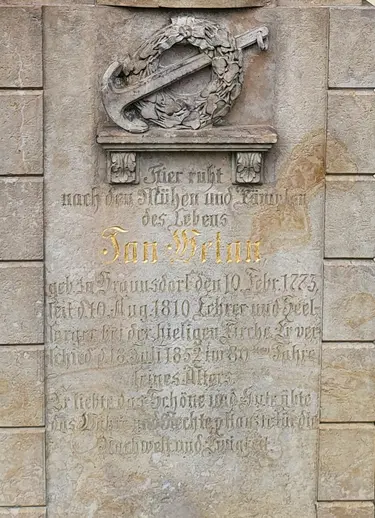 Hier ruht
nach den Mühen und Kämpfen
des Lebens
Jan Welan
geb. in Braunsdorf den 10. Febr. 1773,
seit d. 10. Aug. 1810 Lehrer und Seel-
sorger bei der hiesigen Kirche. Er ver-
schied d. 18. Juli 1852 im 80sten Jahre
seines Alters.
Er liebte das Schöne und Gute übte
das Wahre und Rechte pflanzte für die
Nachwelt und Ewigkeit.